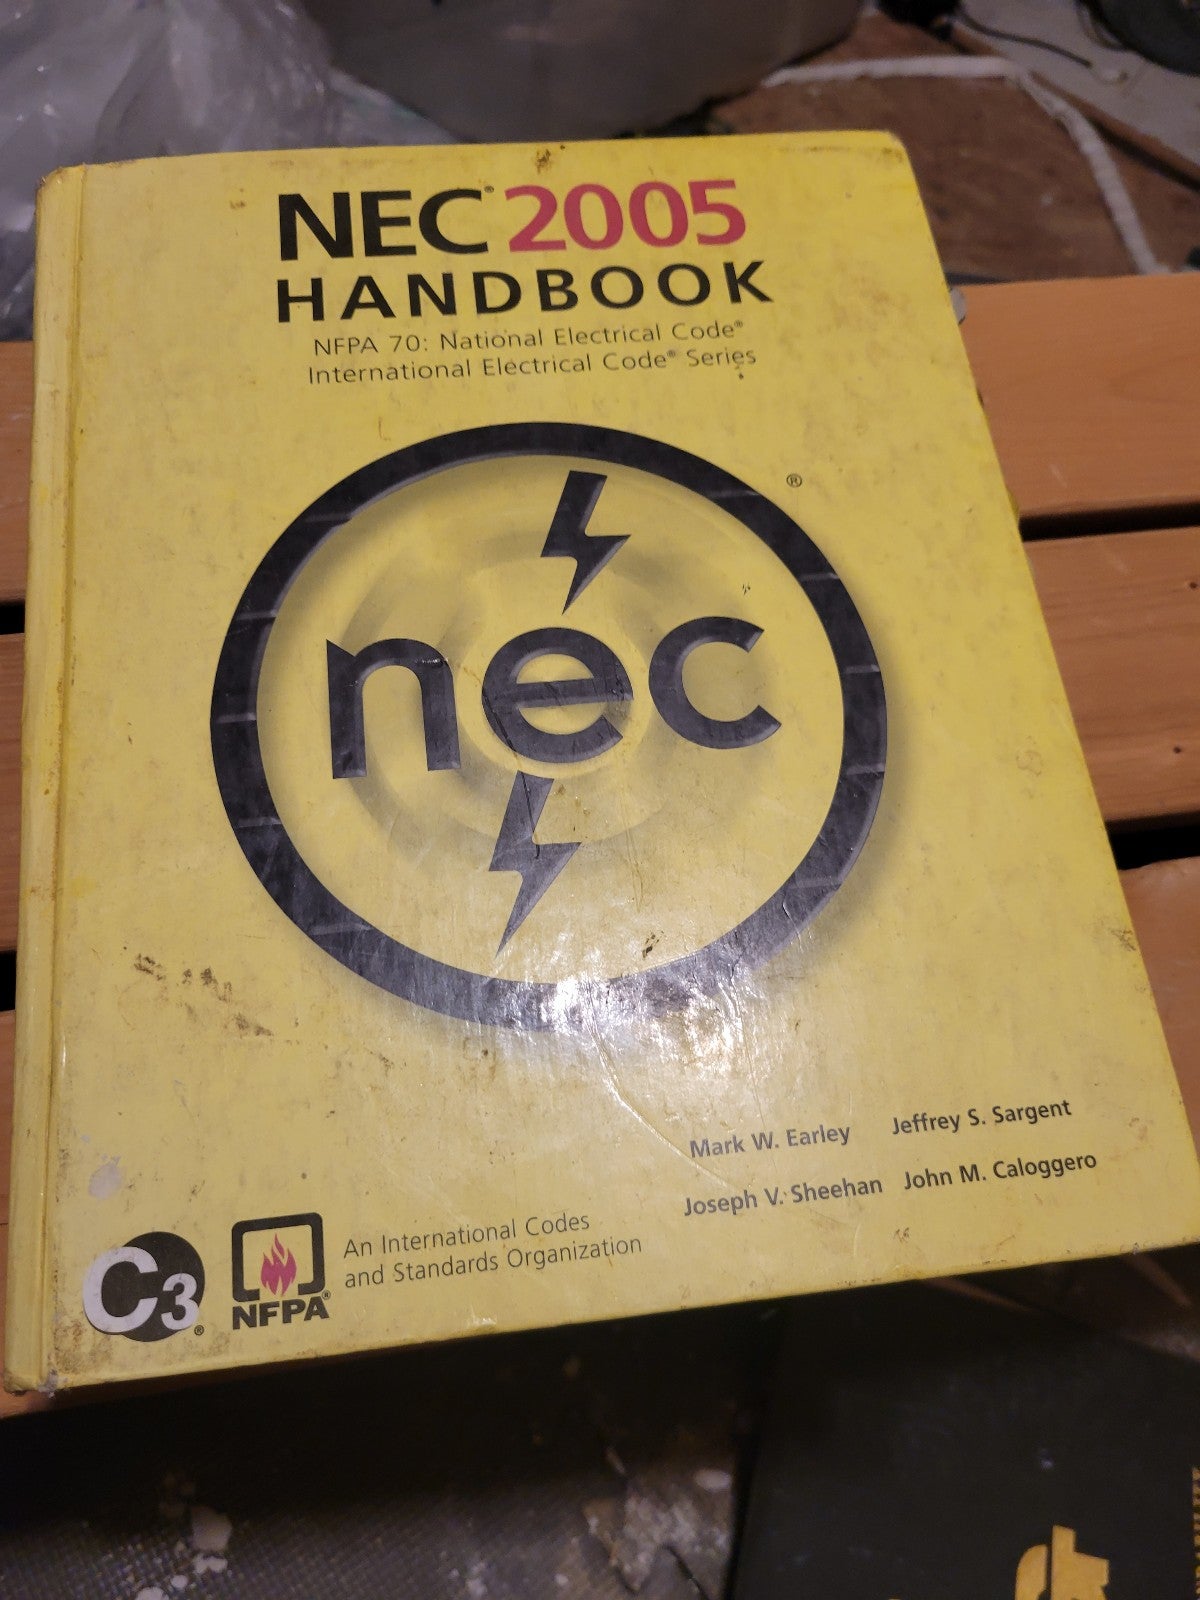 NEC® 2005
HANDBOOK
NFPA 70: National Electrical Code®
International Electrical Code® Series
®
nec
Mark W. Earley Jeffrey S. Sargent
Joseph V. Sheehan John M. Caloggero
C3®
NFPA®
An International Codes
and Standards Organization